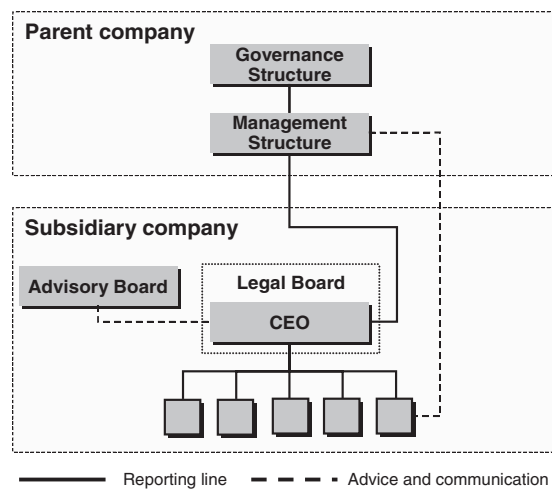 Parent company
Governance
Structure
Management
Structure
Subsidiary company
Advisory Board
Legal Board
CEO
Reporting line
Advice and communication